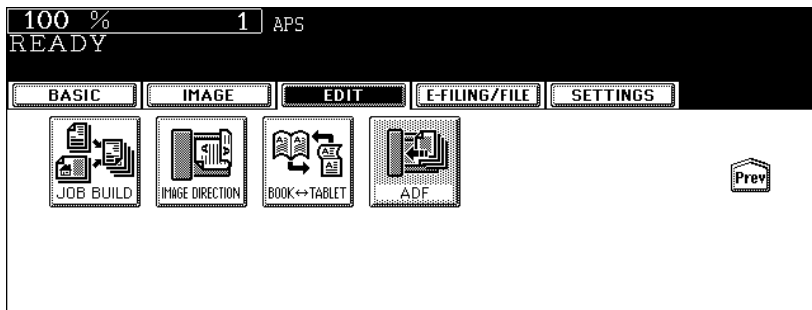 100 % 1 APS
READY
BASIC IMAGE EDIT E-FILING/FILE SETTINGS
JOB BUILD IMAGE DIRECTION BOOK↔TABLET ADF
Prev